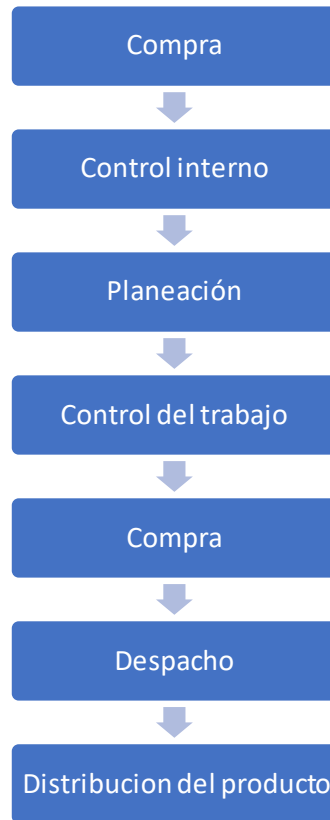 Compra
Control interno
Planeación
Control del trabajo
Compra
Despacho
Distribucion del producto